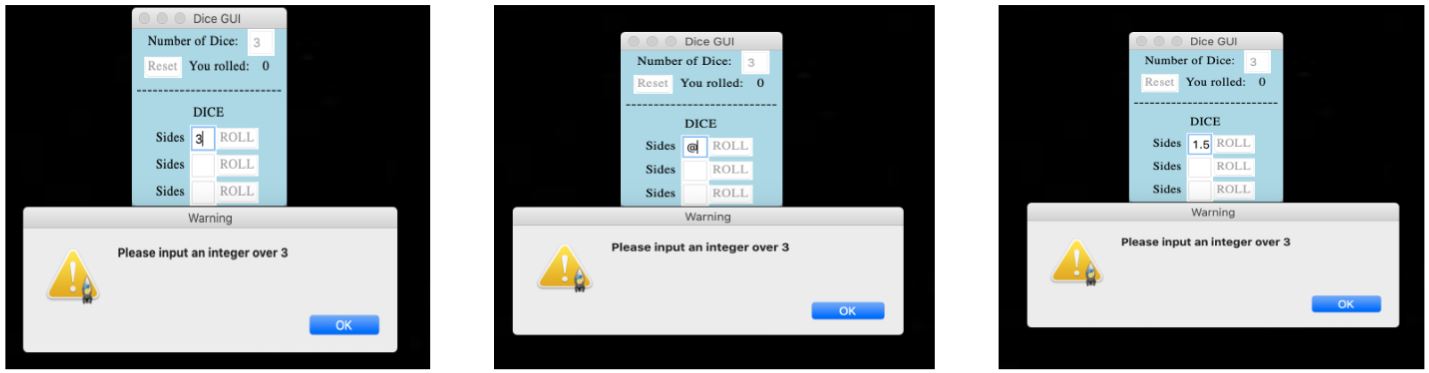 Dice GUI
Number of Dice: 3
Reset You rolled: 0
DICE
Sides 3 ROLL
Sides ROLL
Sides ROLL
Warning
Please input an integer over 3
OK
Dice GUI
Number of Dice: 3
Reset You rolled: 0
DICE
Sides @ ROLL
Sides ROLL
Sides ROLL
Warning
Please input an integer over 3
OK
Dice GUI
Number of Dice: 3
Reset You rolled: 0
DICE
Sides 1.5 ROLL
Sides ROLL
Sides ROLL
Warning
Please input an integer over 3
OK